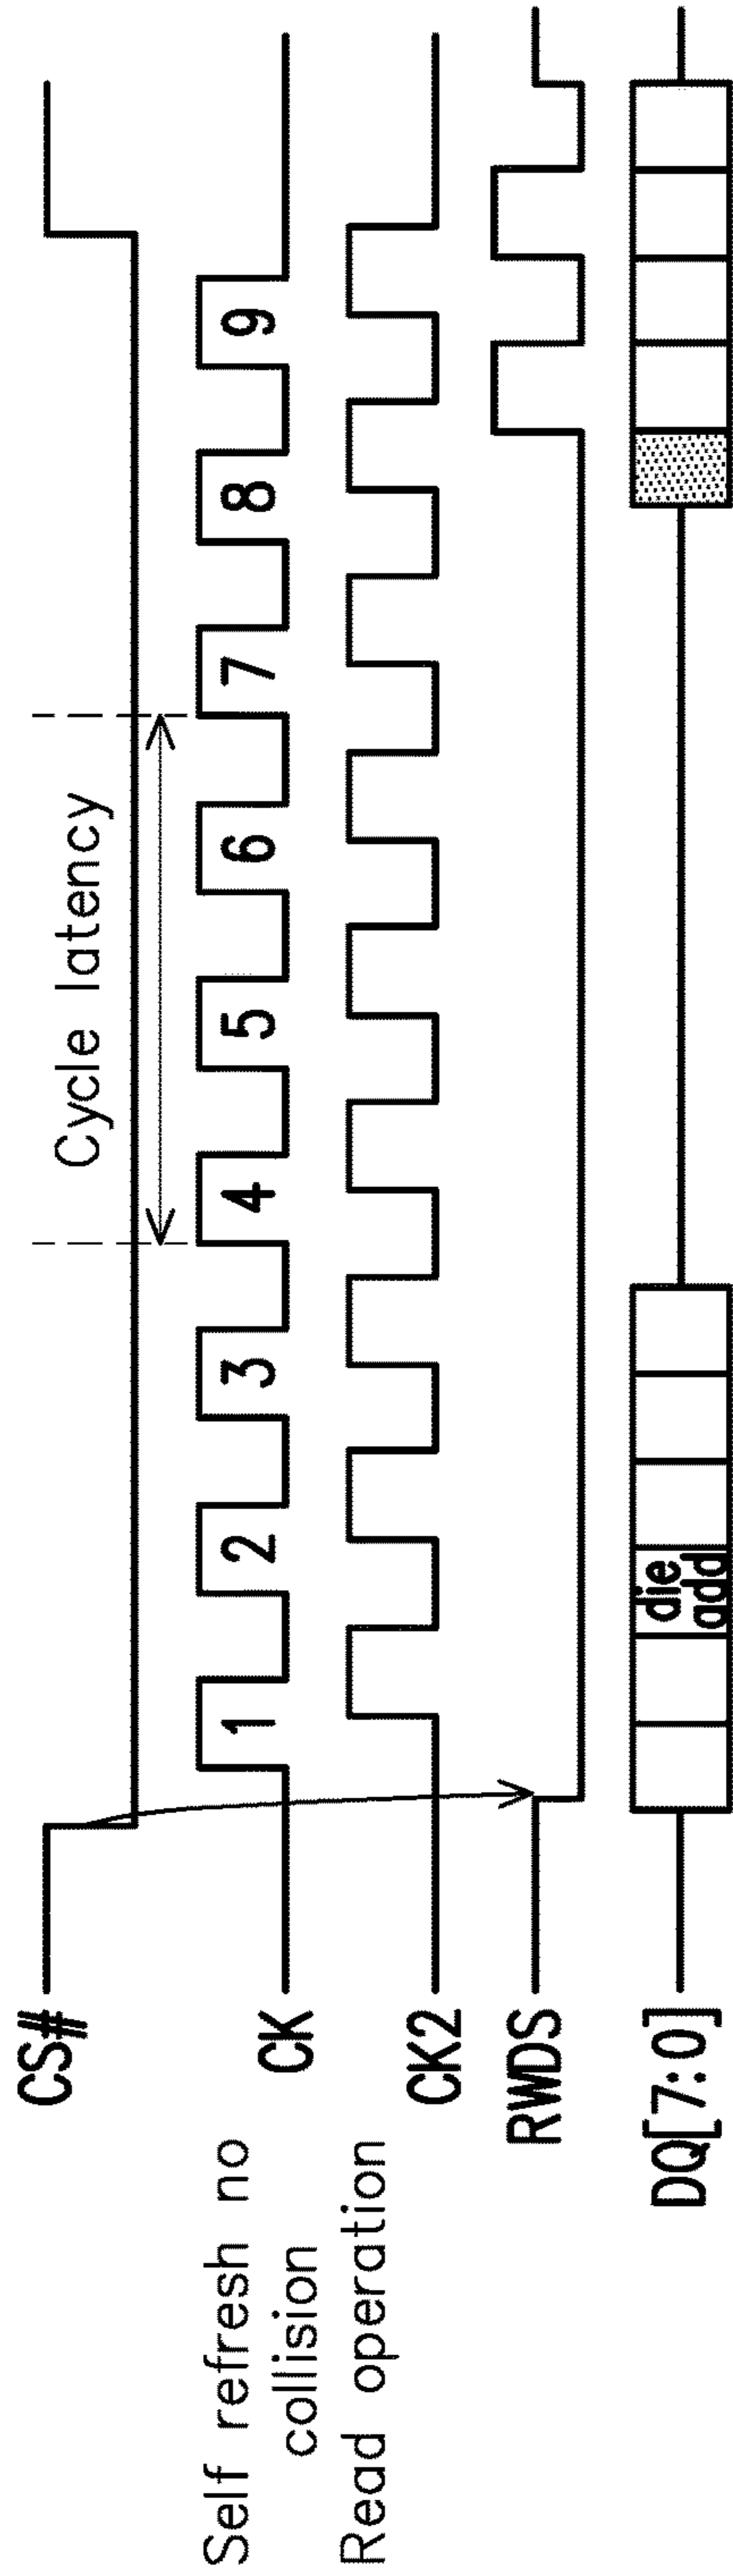 Self refresh no
collision
Read operation
CS#
Cycle latency
CK
1 2 3 4 5 6 7 8 9
CK2
RWDS
DQ[7:0]
die
add